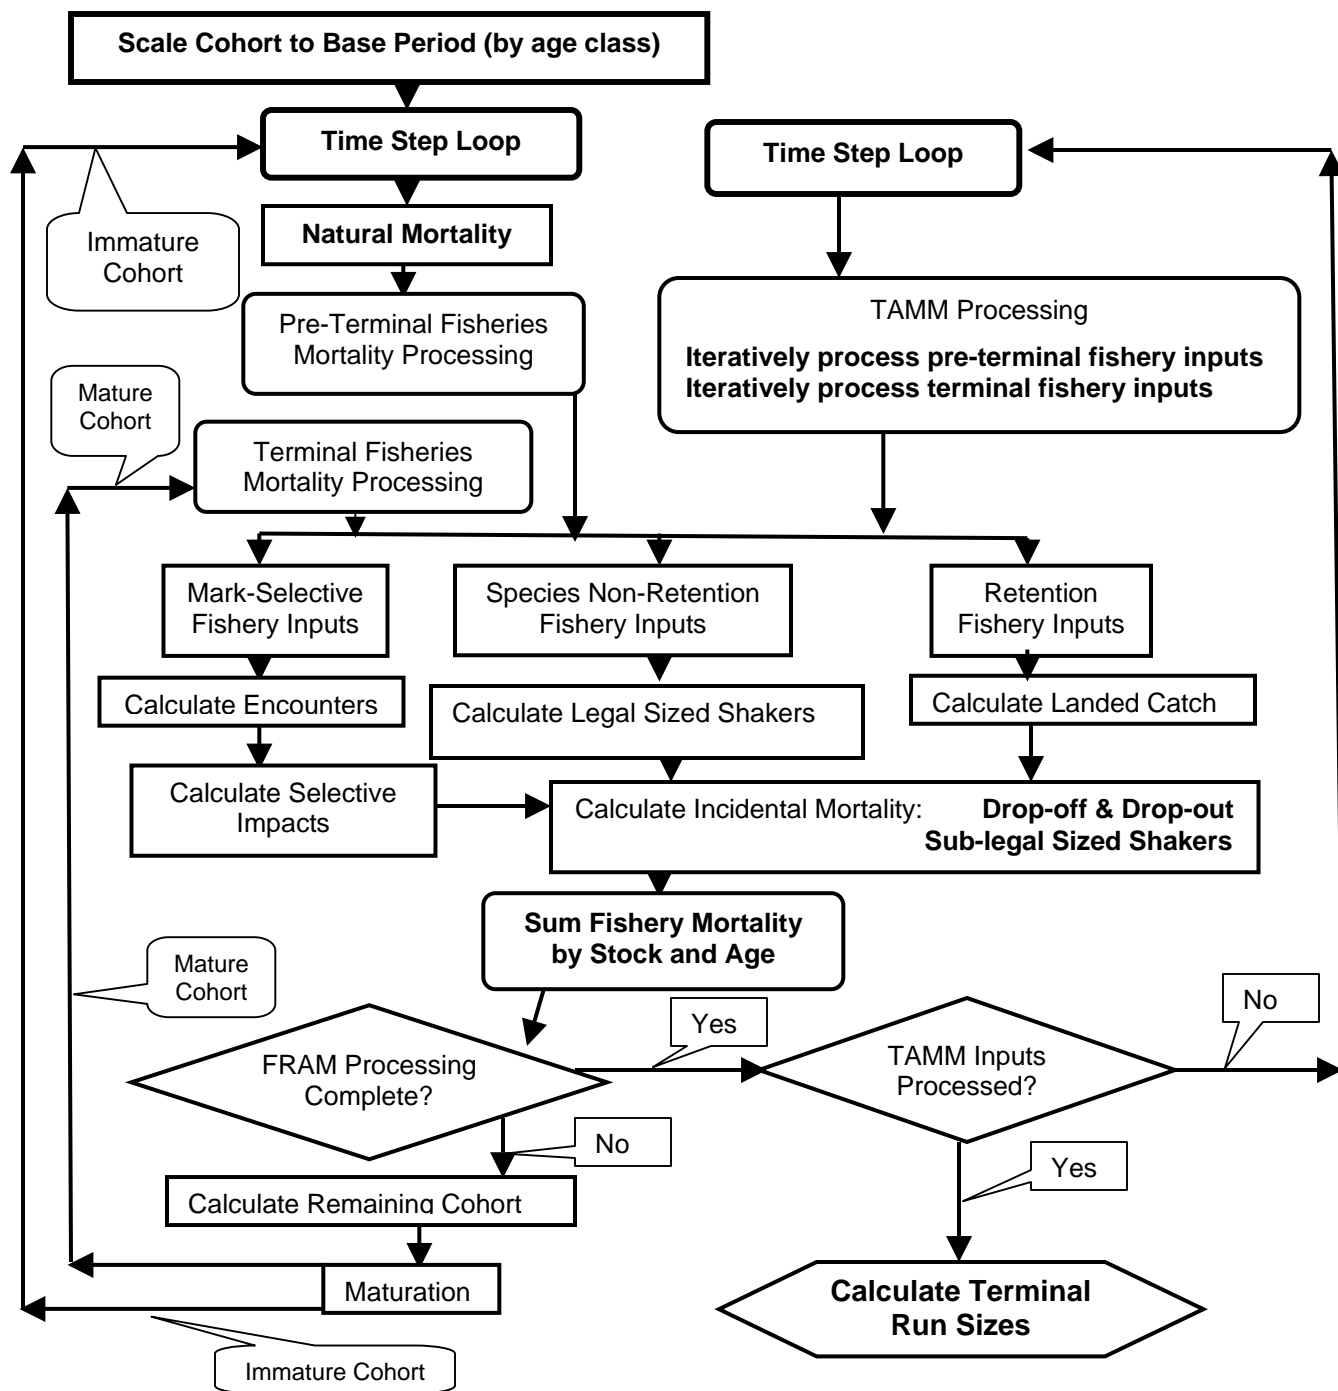 Scale Cohort to Base Period (by age class)
Time Step Loop
Time Step Loop
Natural Mortality
Immature
Cohort
Pre-Terminal Fisheries
Mortality Processing
TAMM Processing
Iteratively process pre-terminal fishery inputs
Iteratively process terminal fishery inputs
Mature
Cohort
Terminal Fisheries
Mortality Processing
Mark-Selective
Fishery Inputs
Species Non-Retention
Fishery Inputs
Retention
Fishery Inputs
Calculate Encounters
Calculate Legal Sized Shakers
Calculate Landed Catch
Calculate Selective
Impacts
Calculate Incidental Mortality: Drop-off & Drop-out
Sub-legal Sized Shakers
Sum Fishery Mortality
by Stock and Age
Mature
Cohort
Yes
No
FRAM Processing
Complete?
TAMM Inputs
Processed?
No
Yes
Calculate Remaining Cohort
Maturation
Calculate Terminal
Run Sizes
Immature Cohort